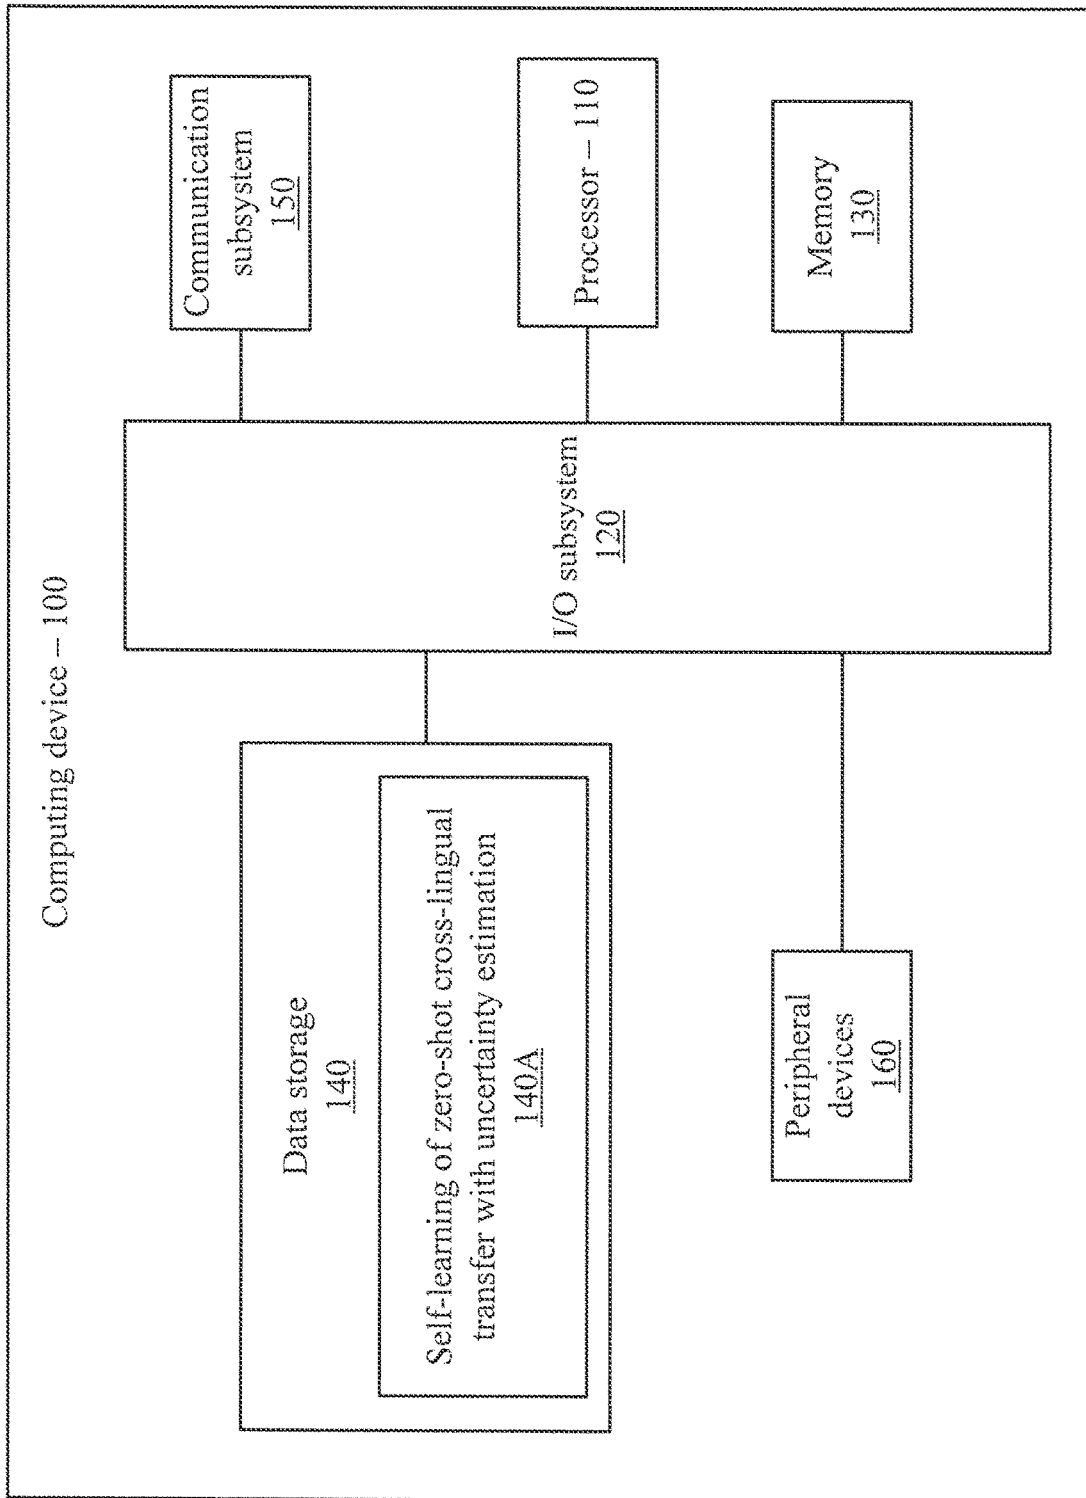 Computing device – 100
Data storage
140
Self-learning of zero-shot cross-lingual
transfer with uncertainty estimation
140A
I/O subsystem
120
Communication
subsystem
150
Processor – 110
Memory
130
Peripheral
devices
160